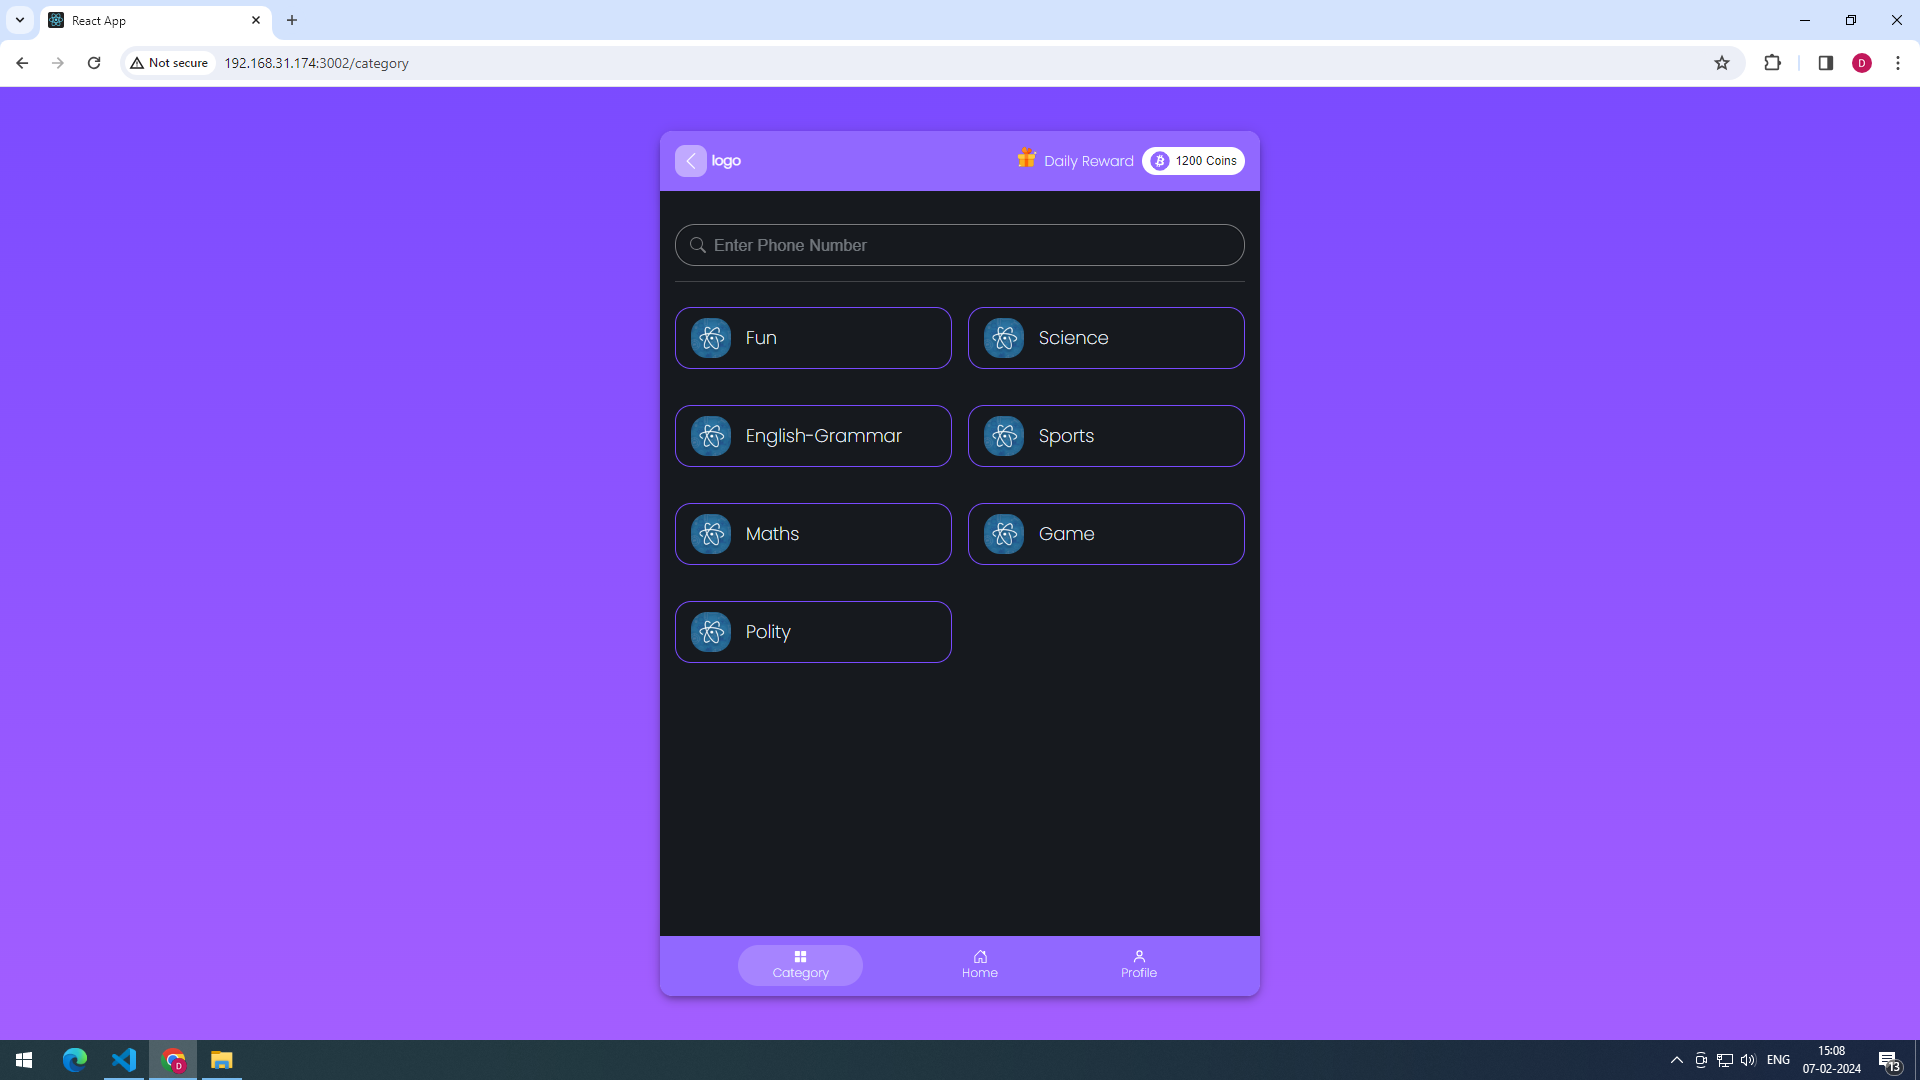 React App
Not secure
192.168.31.174:3002/category
D
logo
Daily Reward
1200 Coins
Enter Phone Number
Fun
Science
English-Grammar
Sports
Maths
Game
Polity
Category
Home
Profile
D
ENG
15:08
07-02-2024
13